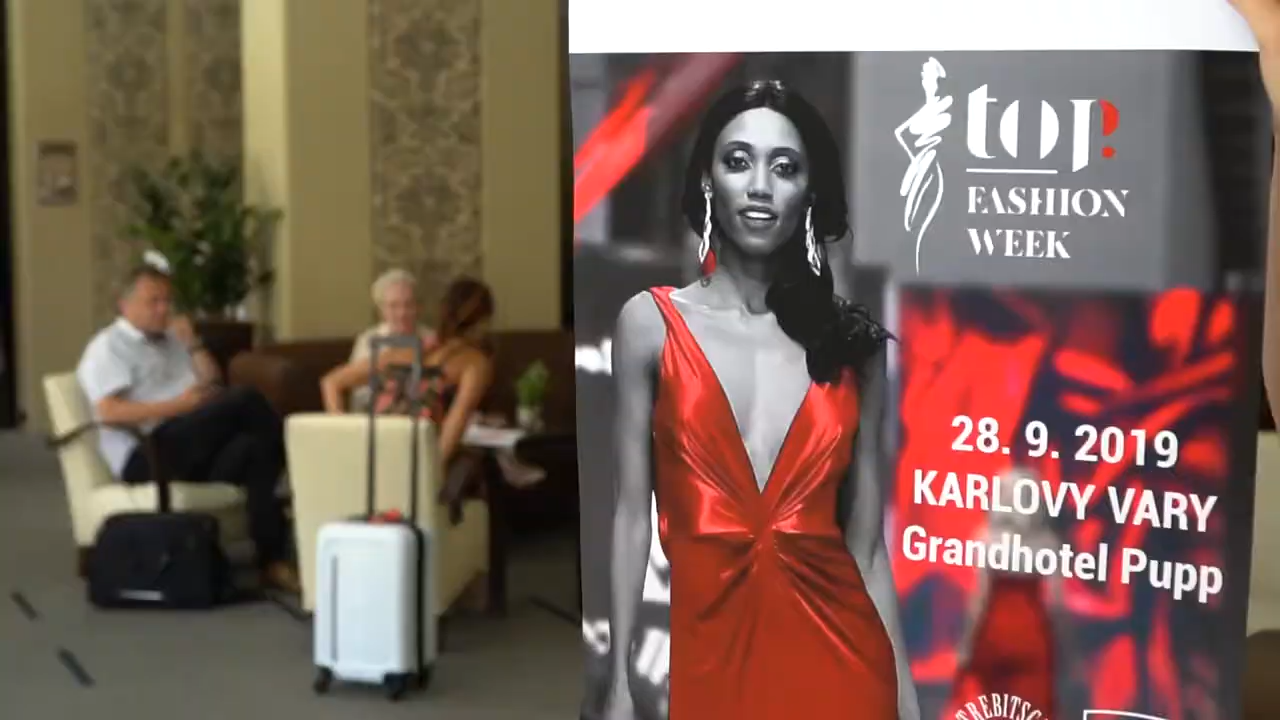 top
FASHION
WEEK
28. 9. 2019
KARLOVY VARY
Grandhotel Pupp